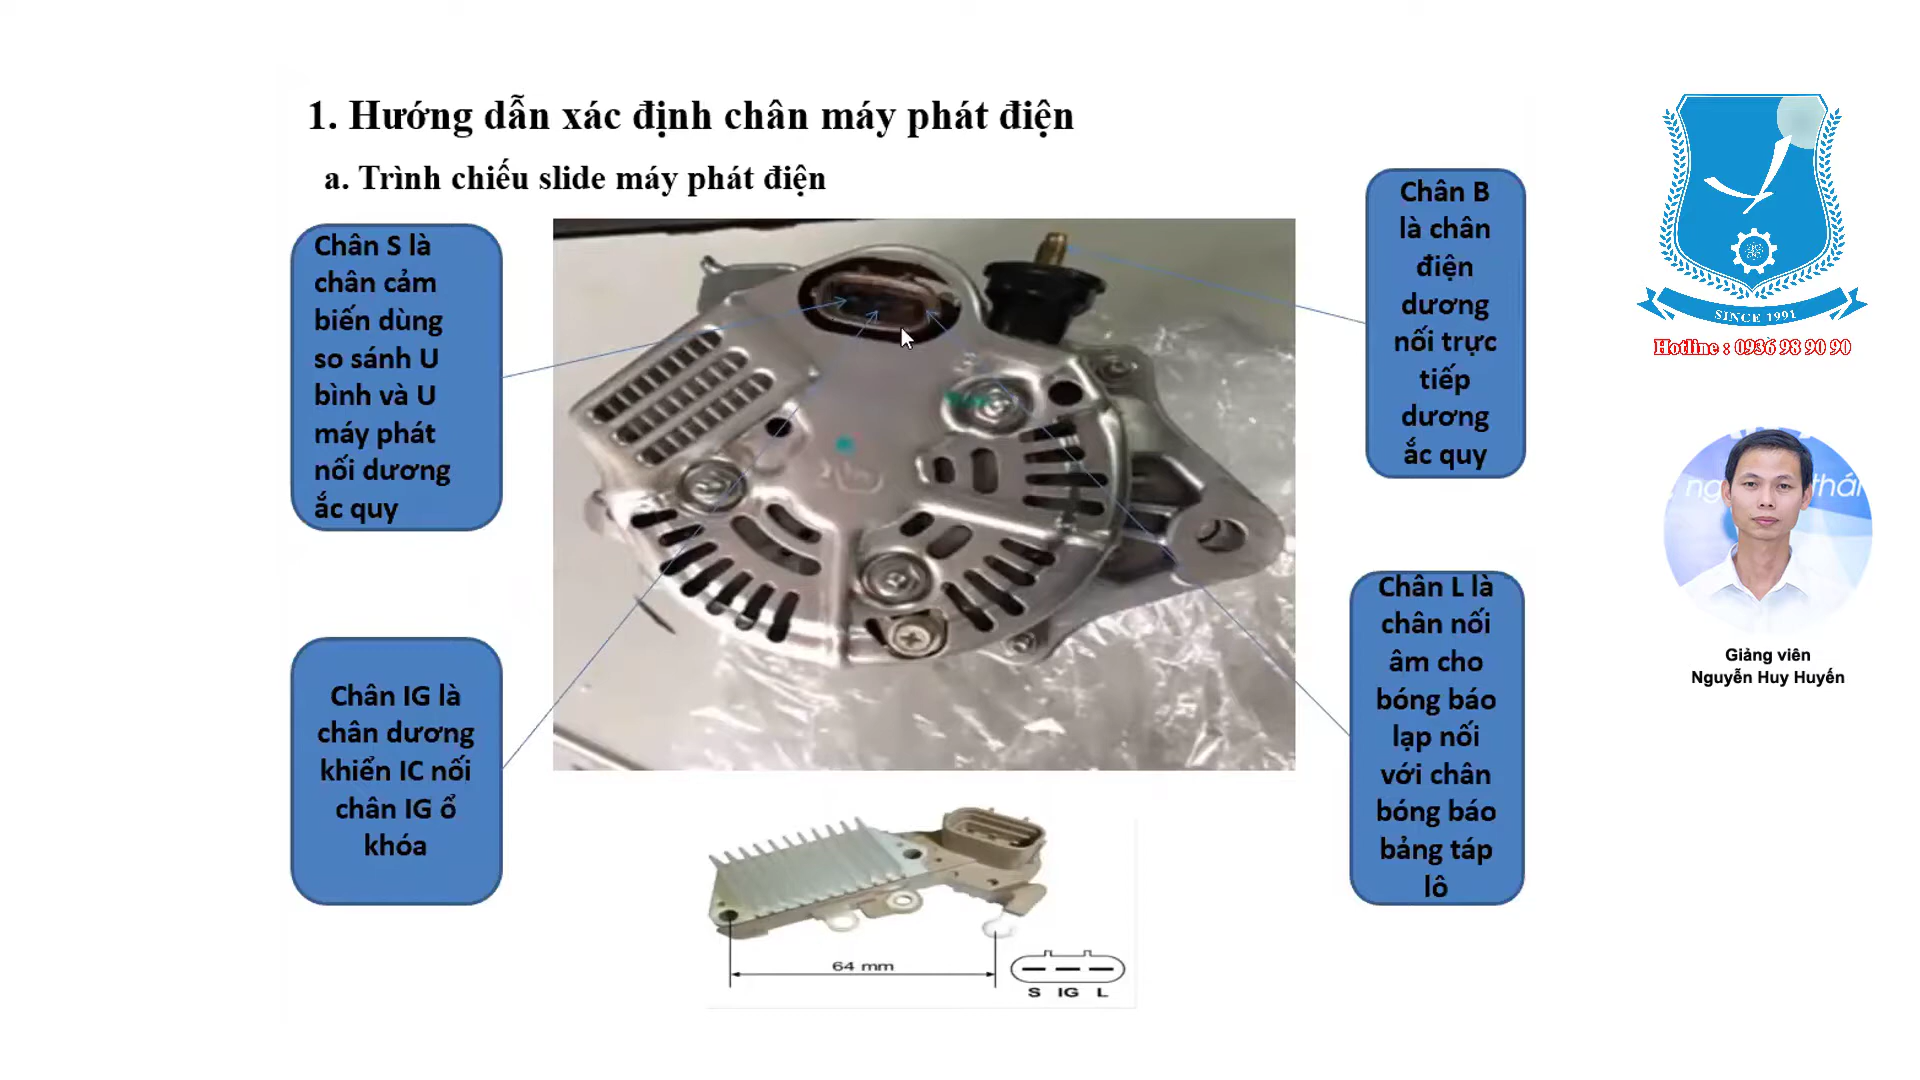 1. Hướng dẫn xác định chân máy phát điện
a. Trình chiếu slide máy phát điện
Chân S là
chân cảm
biến dùng
so sánh U
bình và U
máy phát
nối dương
ắc quy
Chân B
là chân
điện
dương
nối trực
tiếp
dương
ắc quy
Chân IG là
chân dương
khiển IC nối
chân IG ổ
khóa
Chân L là
chân nối
âm cho
bóng báo
lạp nối
với chân
bóng báo
bảng táp
lô
64 mm
S IG L
SINCE 1991
Hotline : 0936 98 90 90
Giảng viên
Nguyễn Huy Huyến